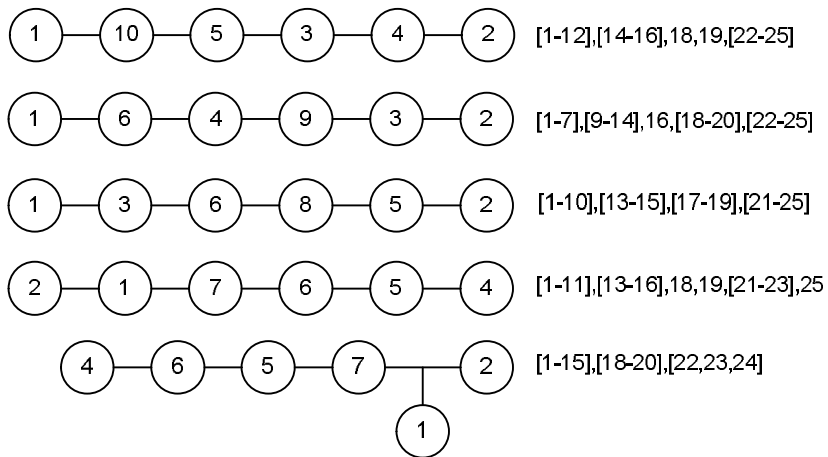 1 10 5 3 4 2 [1-12],[14-16],18,19,[22-25]
1 6 4 9 3 2 [1-7],[9-14],16,[18-20],[22-25]
1 3 6 8 5 2 [1-10],[13-15],[17-19],[21-25]
2 1 7 6 5 4 [1-11],[13-16],18,19,[21-23],25
4 6 5 7 2 [1-15],[18-20],[22,23,24]
1